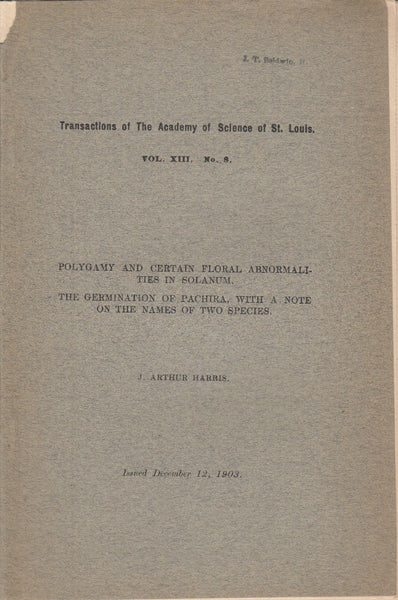 J. T. Baldwin,
Transactions of The Academy of Science of St. Louis.
VOL. XIII. No. 8.
POLYGAMY AND CERTAIN FLORAL ABNORMALI-
TIES IN SOLANUM.
THE GERMINATION OF PACHIRA, WITH A NOTE
ON THE NAMES OF TWO SPECIES.
J. ARTHUR HARRIS.
Issued December 12, 1903.